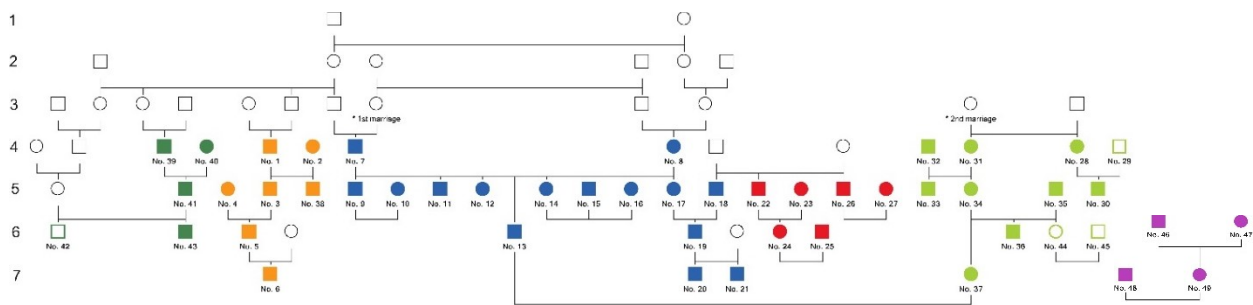 1
2
3
* 1st marriage
* 2nd marriage
4
No. 39 No. 40 No. 1 No. 2 No. 7 No. 8 No. 32 No. 31 No. 28 No. 29
5
No. 41 No. 4 No. 3 No. 38 No. 9 No. 10 No. 11 No. 12 No. 14 No. 15 No. 16 No. 17 No. 18 No. 22 No. 23 No. 26 No. 27 No. 33 No. 34 No. 35 No. 30
6
No. 42 No. 43 No. 5 No. 13 No. 19 No. 21 No. 24 No. 25 No. 36 No. 44 No. 45 No. 46 No. 47
7
No. 6 No. 20 No. 21 No. 37 No. 48 No. 49